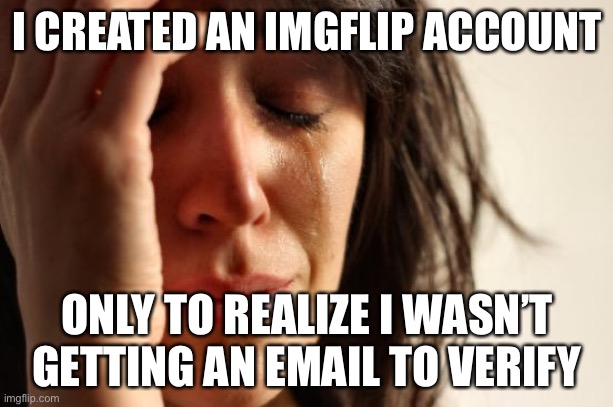 I CREATED AN IMGFLIP ACCOUNT
ONLY TO REALIZE I WASN'T
GETTING AN EMAIL TO VERIFY
imgflip.com